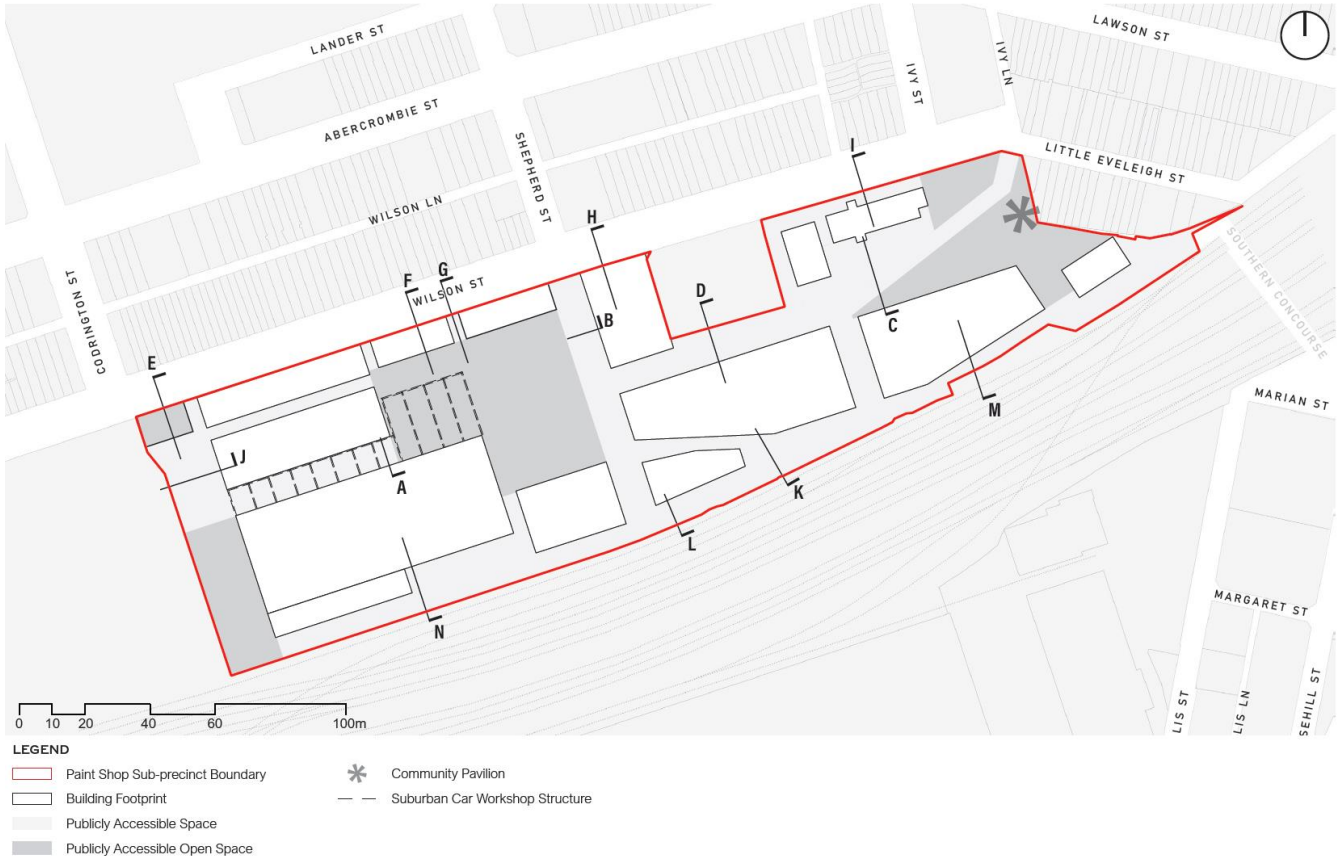 LANDER ST
LAWSON ST
IVY LN
IVY ST
ABERCROMBIE ST
SHEPHERD ST
LITTLE EVELEIGH ST
I
WILSON LN
H
SOUTHERN CONCOURSE
CODRINGTON ST
F
G
WILSON ST
D
B
C
E
MARIAN ST
M
J
A
K
L
N
MARGARET ST
LIS ST
LIS LN
SEHILL ST
0 10 20 40 60 100m
LEGEND
Paint Shop Sub-precinct Boundary
Building Footprint
Publicly Accessible Space
Publicly Accessible Open Space
Community Pavilion
Suburban Car Workshop Structure